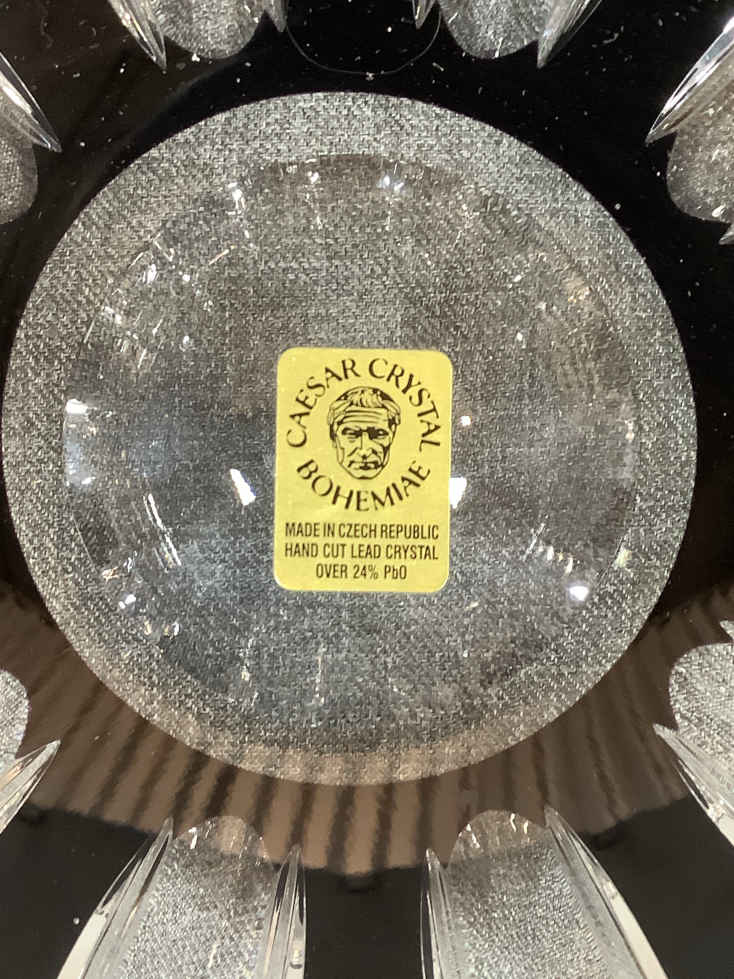 CAESAR CRYSTAL
BOHEMIAE
MADE IN CZECH REPUBLIC
HAND CUT LEAD CRYSTAL
OVER 24% PbO